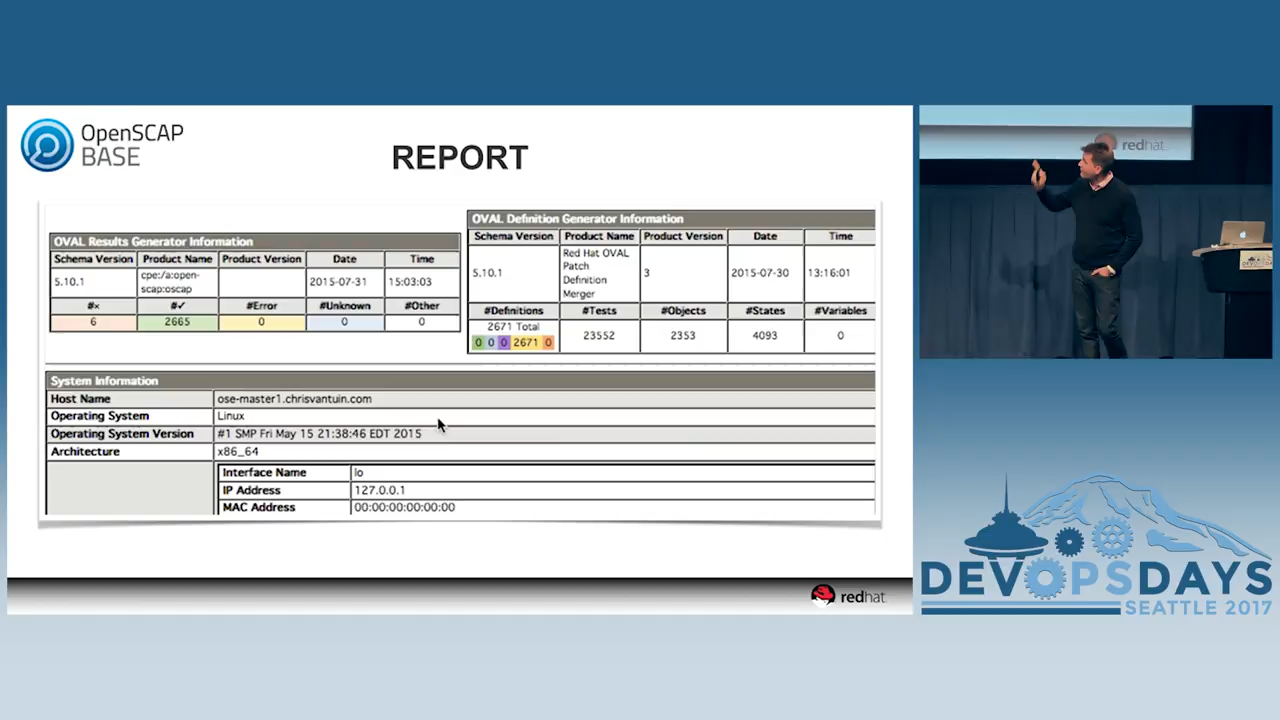 OpenSCAP
BASE
REPORT
OVAL Results Generator Information
Schema Version Product Name Product Version Date Time
5.10.1 cpe:/a:open-scap:oscap 2015-07-31 15:03:03
#× #✓ #Error #Unknown #Other
6 2665 0 0 0
OVAL Definition Generator Information
Schema Version Product Name Product Version Date Time
5.10.1 Red Hat OVAL Patch Definition Merger 3 2015-07-30 13:16:01
#Definitions #Tests #Objects #States #Variables
2671 Total
0 0 0 2671 0 23552 2353 4093 0
System Information
Host Name ose-master1.chrisvantuin.com
Operating System Linux
Operating System Version #1 SMP Fri May 15 21:38:46 EDT 2015
Architecture x86_64
Interface Name lo
IP Address 127.0.0.1
MAC Address 00:00:00:00:00:00
redhat.
redhat.
DEVOPSDAYS
SEATTLE 2017